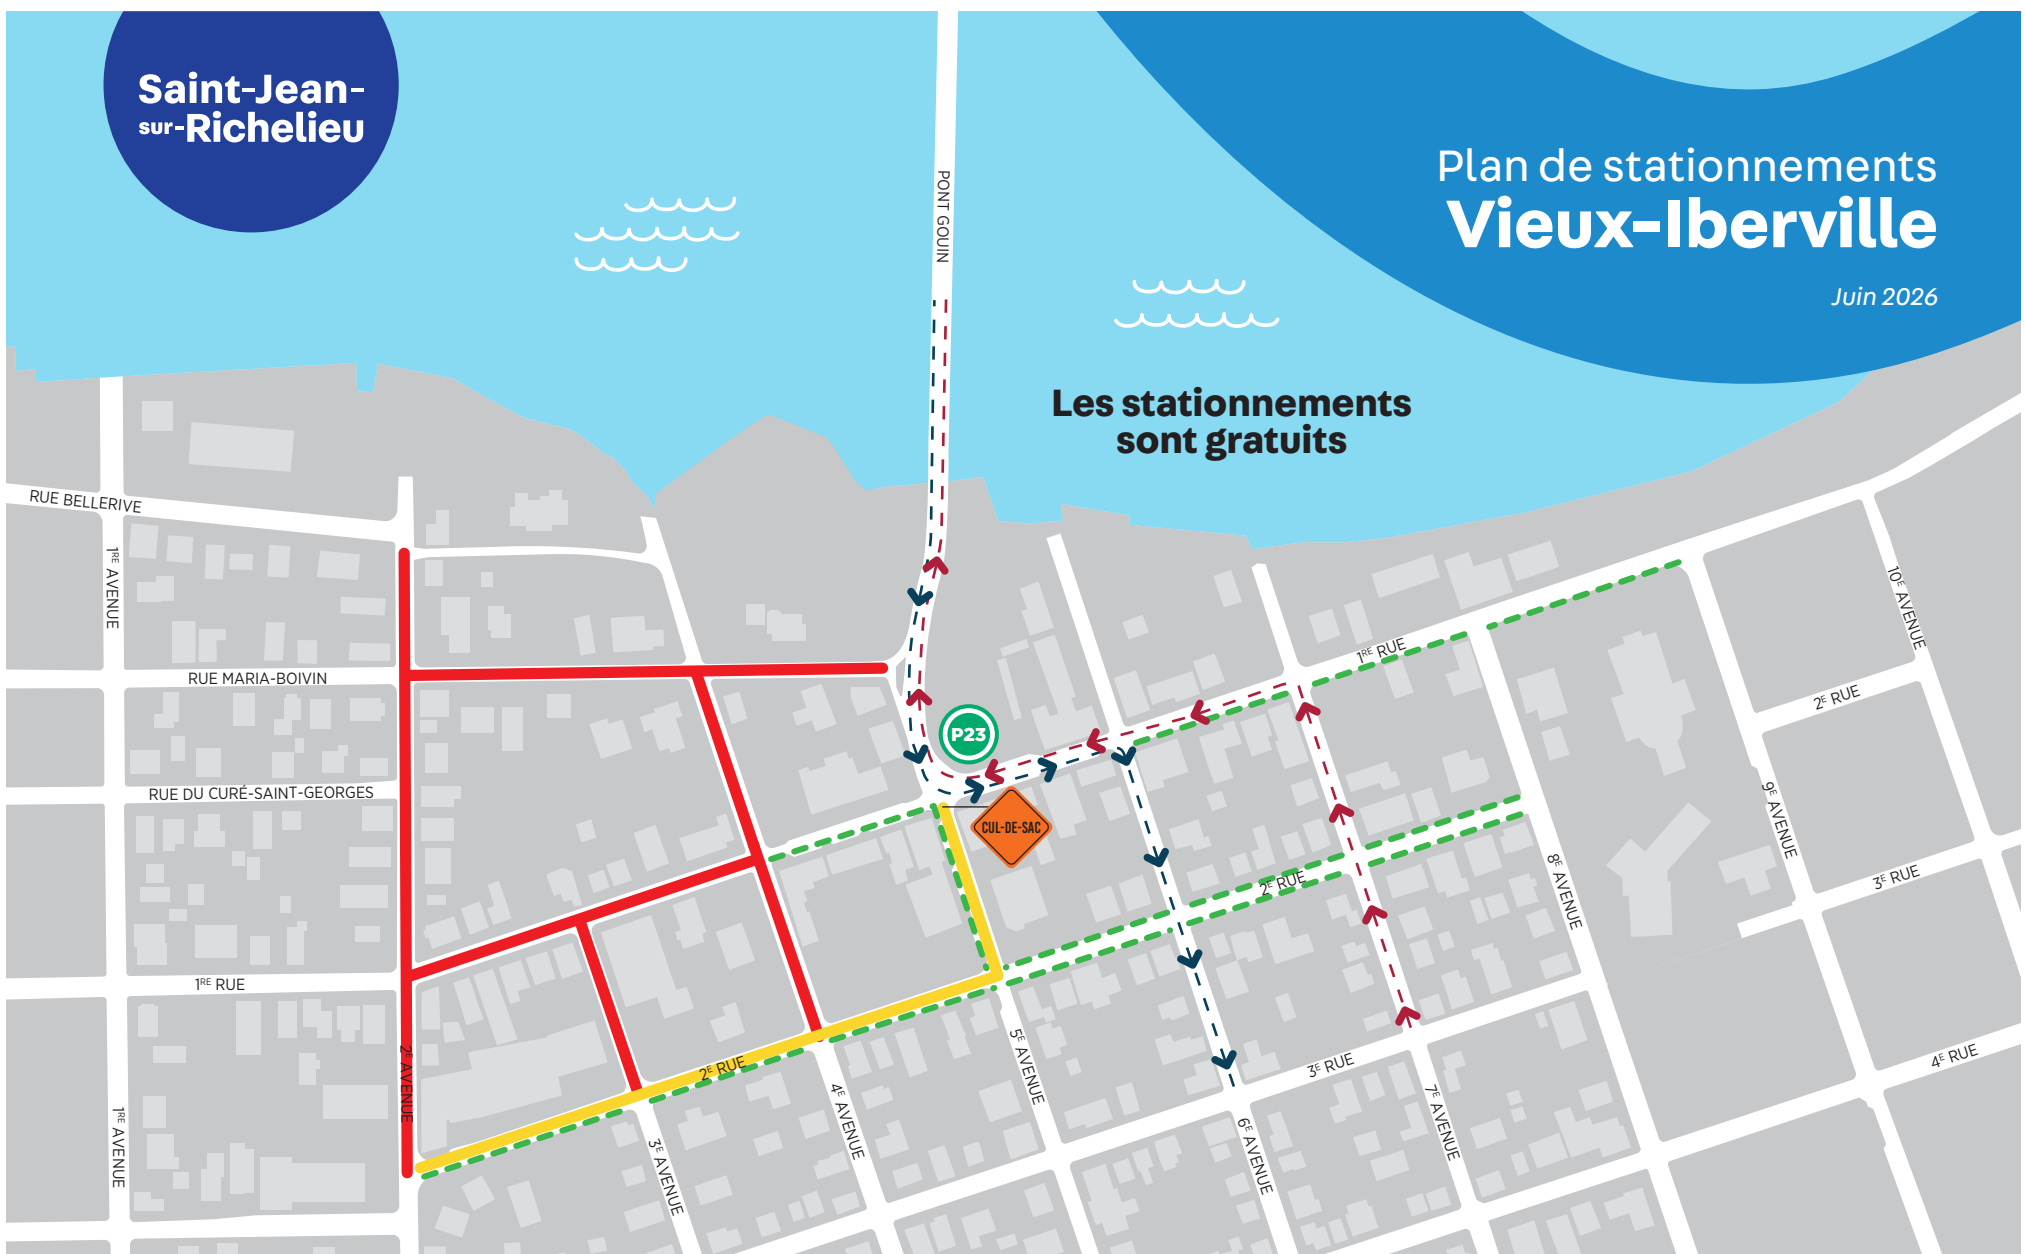 Saint-Jean-
sur-Richelieu
Plan de stationnements
Vieux-Iberville
Juin 2026
PONT GOUIN
Les stationnements
sont gratuits
RUE BELLERIVE
1RE AVENUE
10E AVENUE
1RE RUE
RUE MARIA-BOIVIN
2E RUE
P23
RUE DU CURÉ-SAINT-GEORGES
CUL-DE-SAC
9E AVENUE
8E AVENUE
3E RUE
2E RUE
1RE RUE
2E AVENUE
2E RUE
5E AVENUE
3E RUE
4E RUE
1RE AVENUE
3E AVENUE
4E AVENUE
6E AVENUE
7E AVENUE